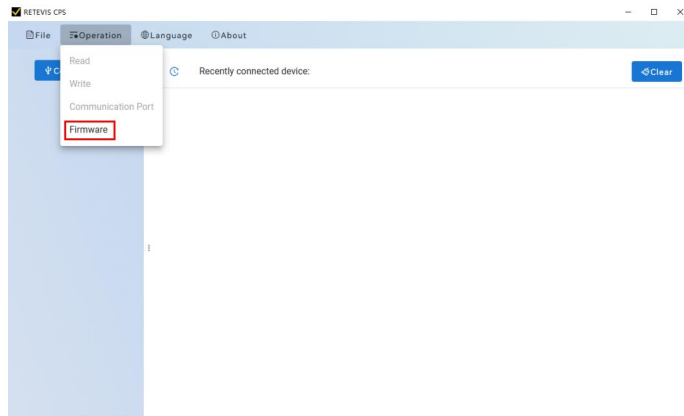 RETEVIS CPS
File Operation Language About
Read
C
Recently connected device:
Clear
Write
Communication Port
Firmware